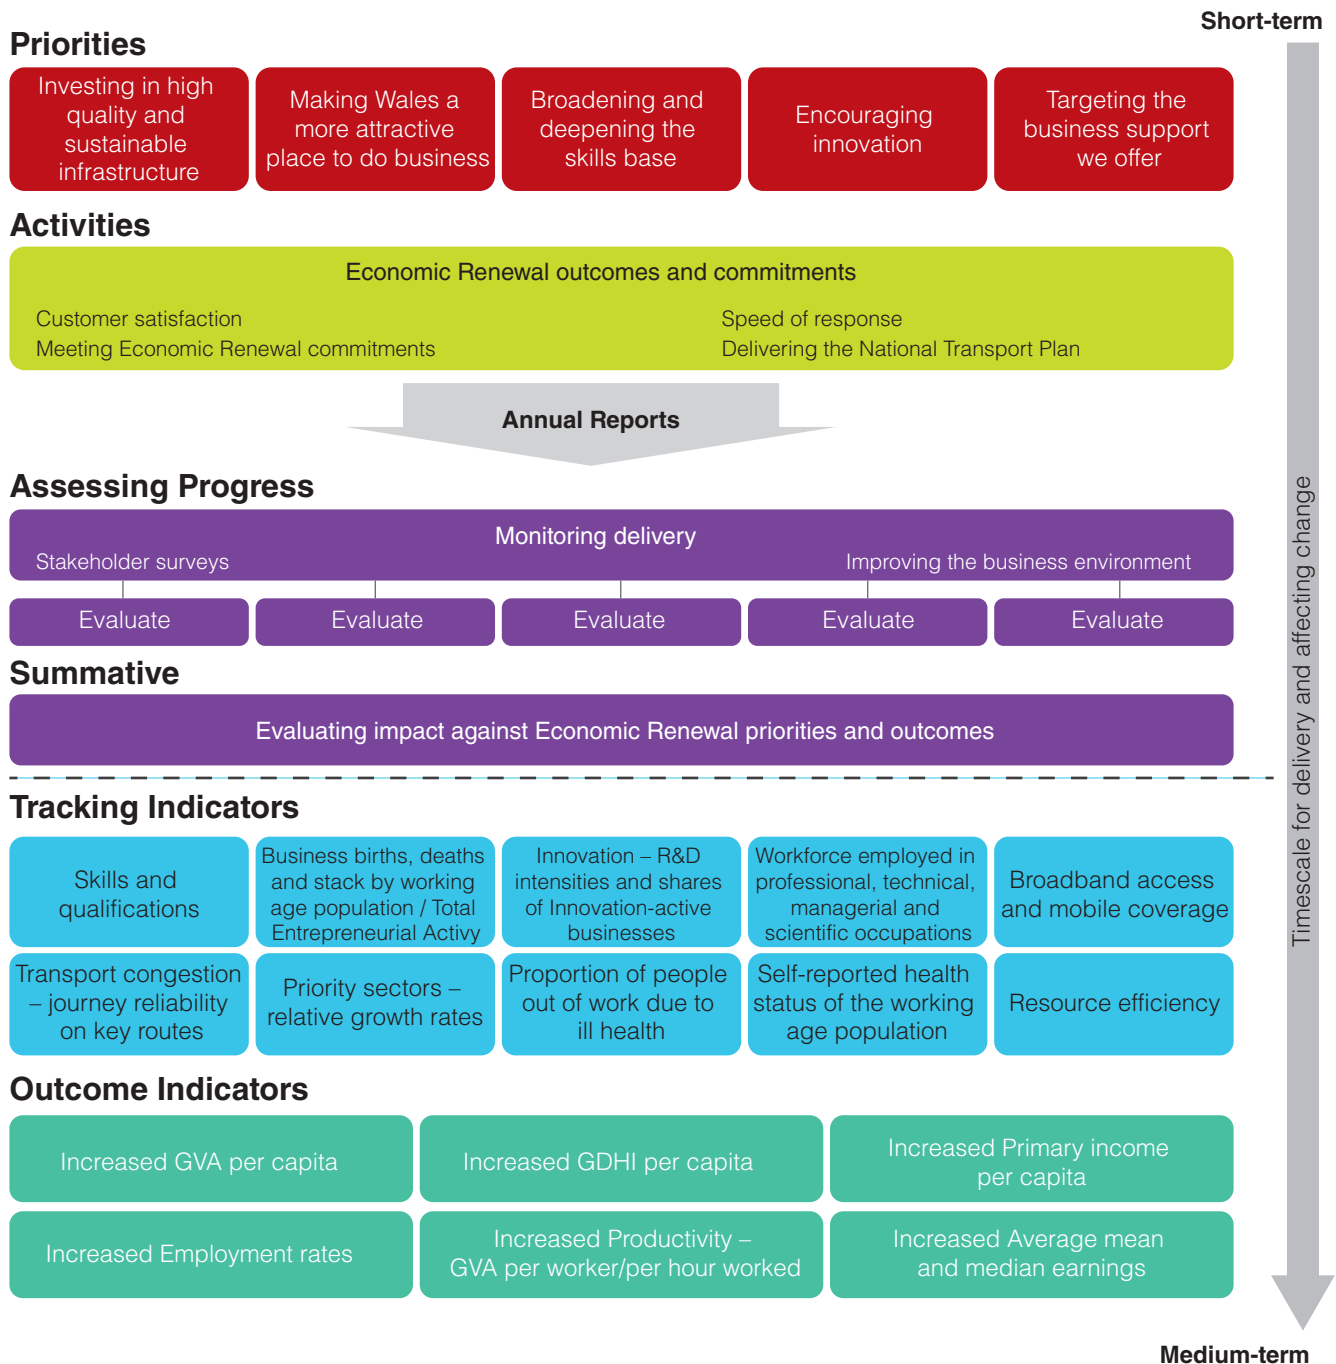 Short-term
Priorities
Investing in high
quality and
sustainable
infrastructure
Making Wales a
more attractive
place to do business
Broadening and
deepening the
skills base
Encouraging
innovation
Targeting the
business support
we offer
Activities
Economic Renewal outcomes and commitments
Customer satisfaction
Speed of response
Meeting Economic Renewal commitments
Delivering the National Transport Plan
Annual Reports
Assessing Progress
Monitoring delivery
Stakeholder surveys
Improving the business environment
Evaluate
Evaluate
Evaluate
Evaluate
Evaluate
Summative
Evaluating impact against Economic Renewal priorities and outcomes
Tracking Indicators
Skills and
qualifications
Business births, deaths
and stack by working
age population / Total
Entrepreneurial Activy
Innovation – R&D
intensities and shares
of Innovation-active
businesses
Workforce employed in
professional, technical,
managerial and
scientific occupations
Broadband access
and mobile coverage
Transport congestion
– journey reliability
on key routes
Priority sectors –
relative growth rates
Proportion of people
out of work due to
ill health
Self-reported health
status of the working
age population
Resource efficiency
Outcome Indicators
Increased GVA per capita
Increased GDHI per capita
Increased Primary income
per capita
Increased Employment rates
Increased Productivity –
GVA per worker/per hour worked
Increased Average mean
and median earnings
Timescale for delivery and affecting change
Medium-term